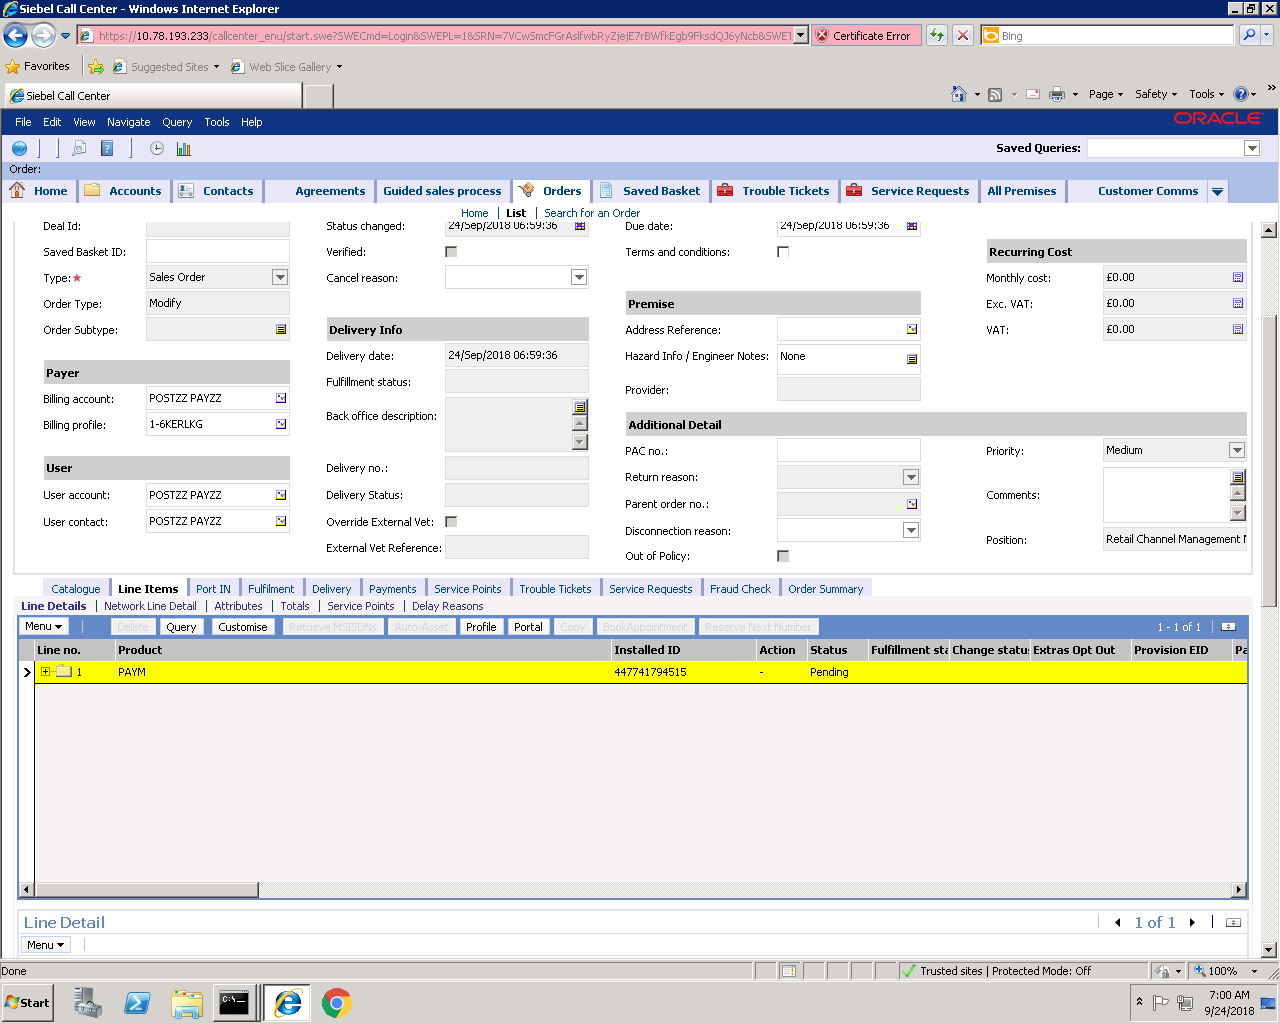 Siebel Call Center - Windows Internet Explorer
https://10.78.193.233/callcenter_enu/start.swe?SWECmd=Login&SWEPL=1&SRN=
Certificate Error
Bing
Favorites Suggested Sites Web Slice Gallery
Siebel Call Center
Page Safety Tools
File Edit View Navigate Query Tools Help
ORACLE
Saved Queries:
Order:
Home Accounts Contacts Agreements Guided sales process Orders Saved Basket Trouble Tickets Service Requests All Premises Customer Comms
Home | List | Search for an Order
Deal Id: Status changed: 24/Sep/2018 06:59:36 Due date: 24/Sep/2018 06:59:36
Saved Basket ID: Verified: Terms and conditions: Recurring Cost
Type: Sales Order Cancel reason: Monthly cost: £0.00
Order Type: Modify Premise Exc. VAT: £0.00
Order Subtype: Delivery Info Address Reference: VAT: £0.00
Delivery date: 24/Sep/2018 06:59:36 Hazard Info / Engineer Notes: None
Payer Fulfillment status: Provider:
Billing account: POSTZZ PAYZZ Back office description: Additional Detail
Billing profile: 1-6KERLKG PAC no.: Priority: Medium
User Delivery no.: Return reason:
User account: POSTZZ PAYZZ Delivery Status: Parent order no.: Comments:
User contact: POSTZZ PAYZZ Override External Vet: Disconnection reason:
External Vet Reference: Out of Policy: Position: Retail Channel Management
Catalogue Line Items Port IN Fulfilment Delivery Payments Service Points Trouble Tickets Service Requests Fraud Check Order Summary
Line Details | Network Line Detail | Attributes | Totals | Service Points | Delay Reasons
Menu Delete Query Customise Retrieve MSISDNs Auto-Asset Profile Portal Copy BookAppointment Reserve Next Number 1 - 1 of 1
Line no. Product Installed ID Action Status Fulfillment sta Change status Extras Opt Out Provision EID Pa
1 PAYM 447741794515 - Pending
Line Detail 1 of 1
Menu
Done Trusted sites | Protected Mode: Off 100%
Start 7:00 AM
9/24/2018